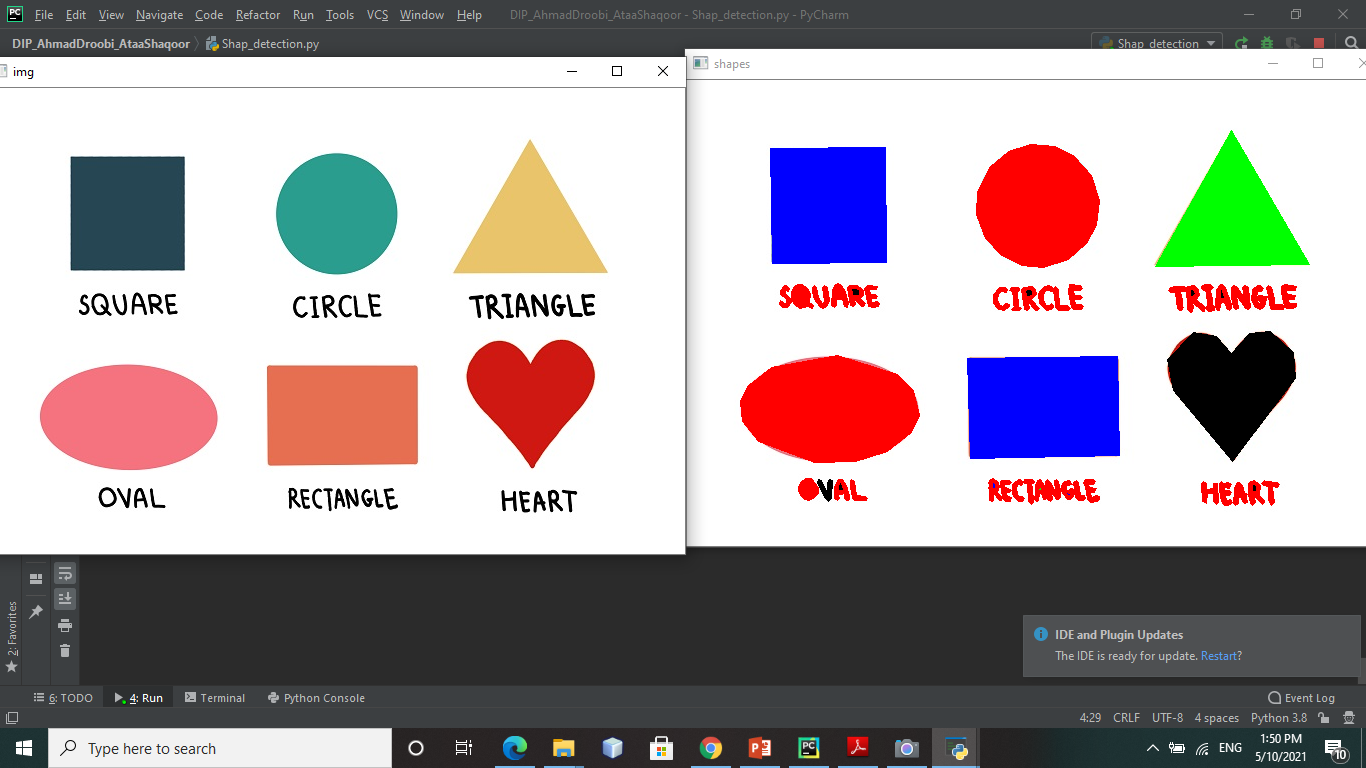 PC File Edit View Navigate Code Refactor Run Tools VCS Window Help DIP_AhmadDroobi_AtaaShaqoor - Shap_detection.py - PyCharm
DIP_AhmadDroobi_AtaaShaqoor Shap_detection.py Shap_detection
img
shapes
SQUARE CIRCLE TRIANGLE
OVAL RECTANGLE HEART
SQUARE CIRCLE TRIANGLE
OVAL RECTANGLE HEART
2: Favorites
IDE and Plugin Updates
The IDE is ready for update. Restart?
6: TODO 4: Run Terminal Python Console Event Log
4:29 CRLF UTF-8 4 spaces Python 3.8
Type here to search
PC
ENG
1:50 PM
5/10/2021
10